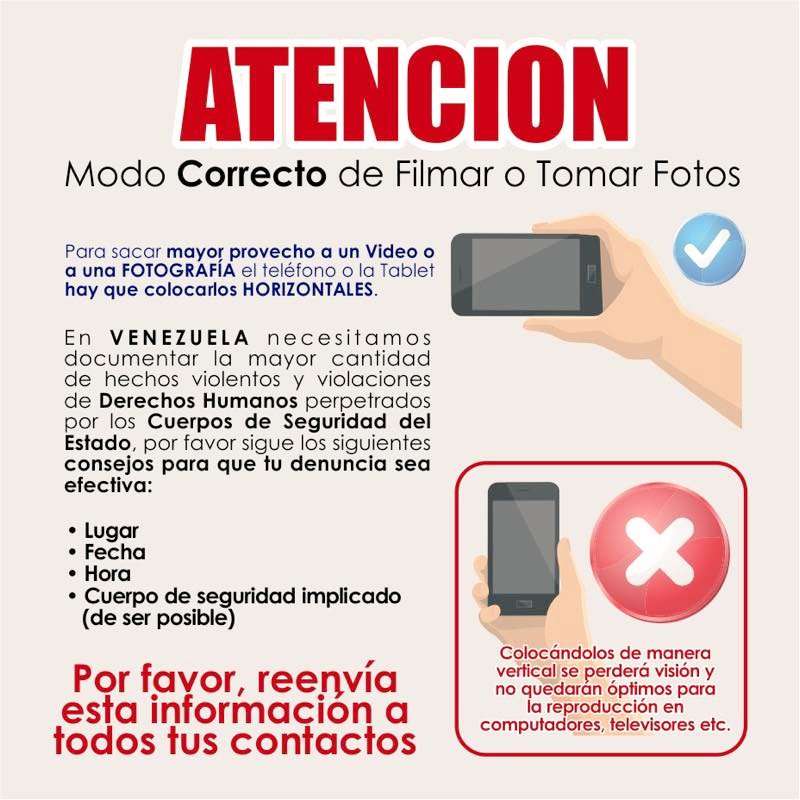 ATENCION
Modo Correcto de Filmar o Tomar Fotos
Para sacar mayor provecho a un Video o
a una FOTOGRAFÍA el teléfono o la Tablet
hay que colocarlos HORIZONTALES.
En VENEZUELA necesitamos
documentar la mayor cantidad
de hechos violentos y violaciones
de Derechos Humanos perpetrados
por los Cuerpos de Seguridad del
Estado, por favor sigue los siguientes
consejos para que tu denuncia sea
efectiva:
• Lugar
• Fecha
• Hora
• Cuerpo de seguridad implicado
(de ser posible)
Por favor, reenvía
esta información a
todos tus contactos
Colocándolos de manera
vertical se perderá visión y
no quedarán óptimos para
la reproducción en
computadores, televisores etc.